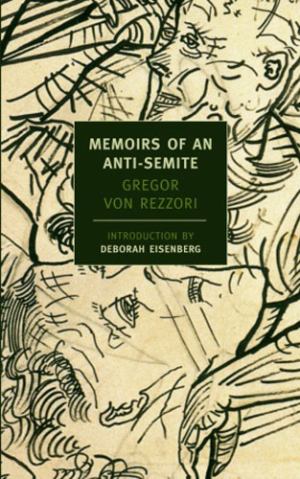 MEMOIRS OF AN
ANTI-SEMITE
GREGOR
VON REZZORI
INTRODUCTION BY
DEBORAH EISENBERG